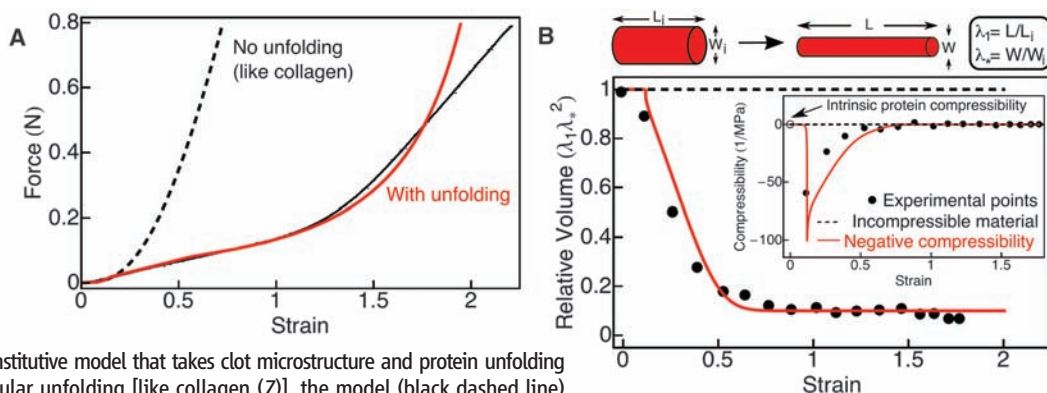 A
0.8
0.6
0.4
0.2
0
Force (N)
No unfolding
(like collagen)
With unfolding
0
0.5
1
1.5
2
Strain
B
Li
Wi
L
W
λ1= L/Li
λ*= W/Wi
1
0.8
0.6
0.4
0.2
0
Relative Volume (λ1λ*2)
Intrinsic protein compressibility
0
−50
−100
Compressibility (1/MPa)
Experimental points
Incompressible material
Negative compressibility
0
0.5
1
1.5
Strain
0
0.5
1
1.5
2
Strain
nstitutive model that takes clot microstructure and protein unfolding
ular unfolding [like collagen (7)], the model (black dashed line)